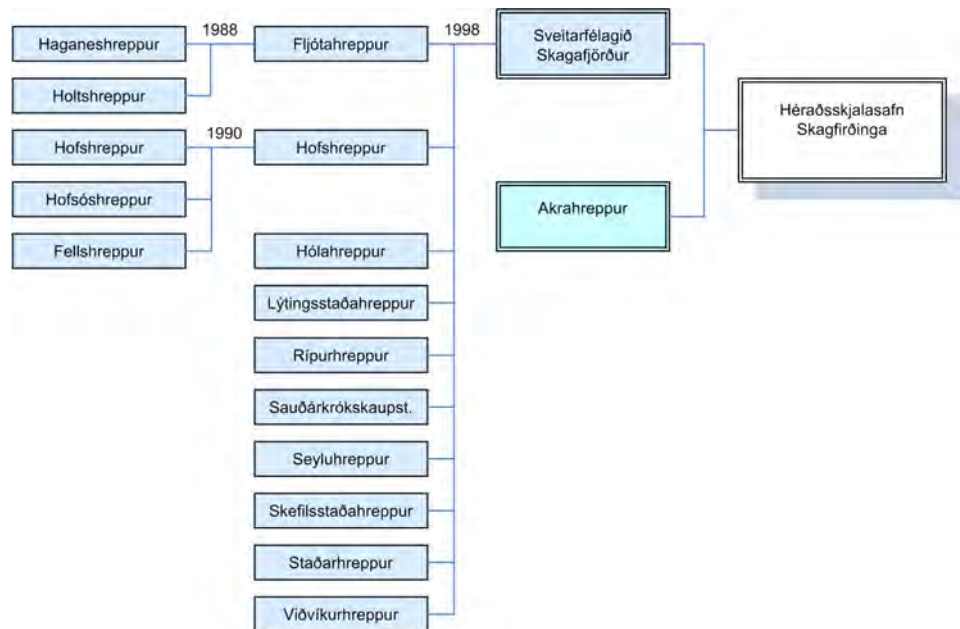 Haganeshreppur
1988
Fljótahreppur
1998
Sveitarfélagið
Skagafjörður
Holtshreppur
Héraðsskjalasafn
Skagfirðinga
Hofshreppur
1990
Hofshreppur
Hofsóshreppur
Akrahreppur
Fellshreppur
Hólahreppur
Lýtingsstaðahreppur
Rípurhreppur
Sauðárkrókskaupst.
Seyluhreppur
Skefilsstaðahreppur
Staðarhreppur
Viðvíkurhreppur